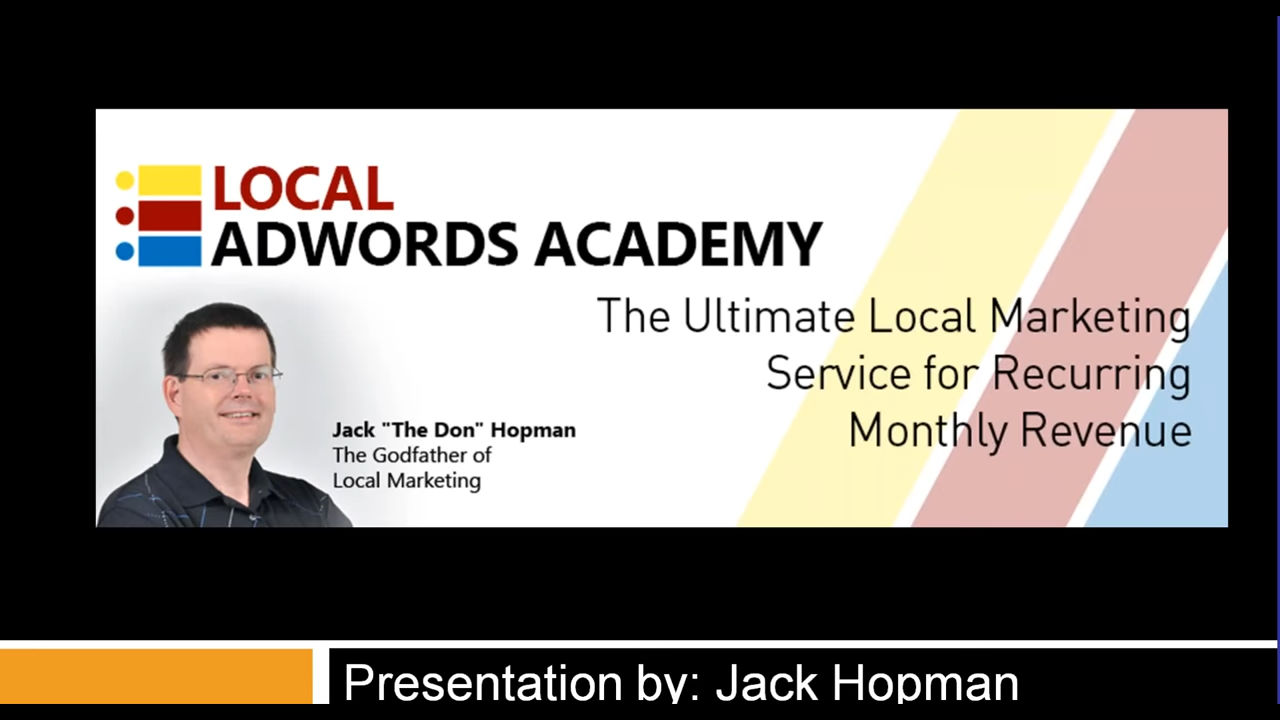 LOCAL
ADWORDS ACADEMY
The Ultimate Local Marketing
Service for Recurring
Monthly Revenue
Jack "The Don" Hopman
The Godfather of
Local Marketing
Presentation by: Jack Hopman